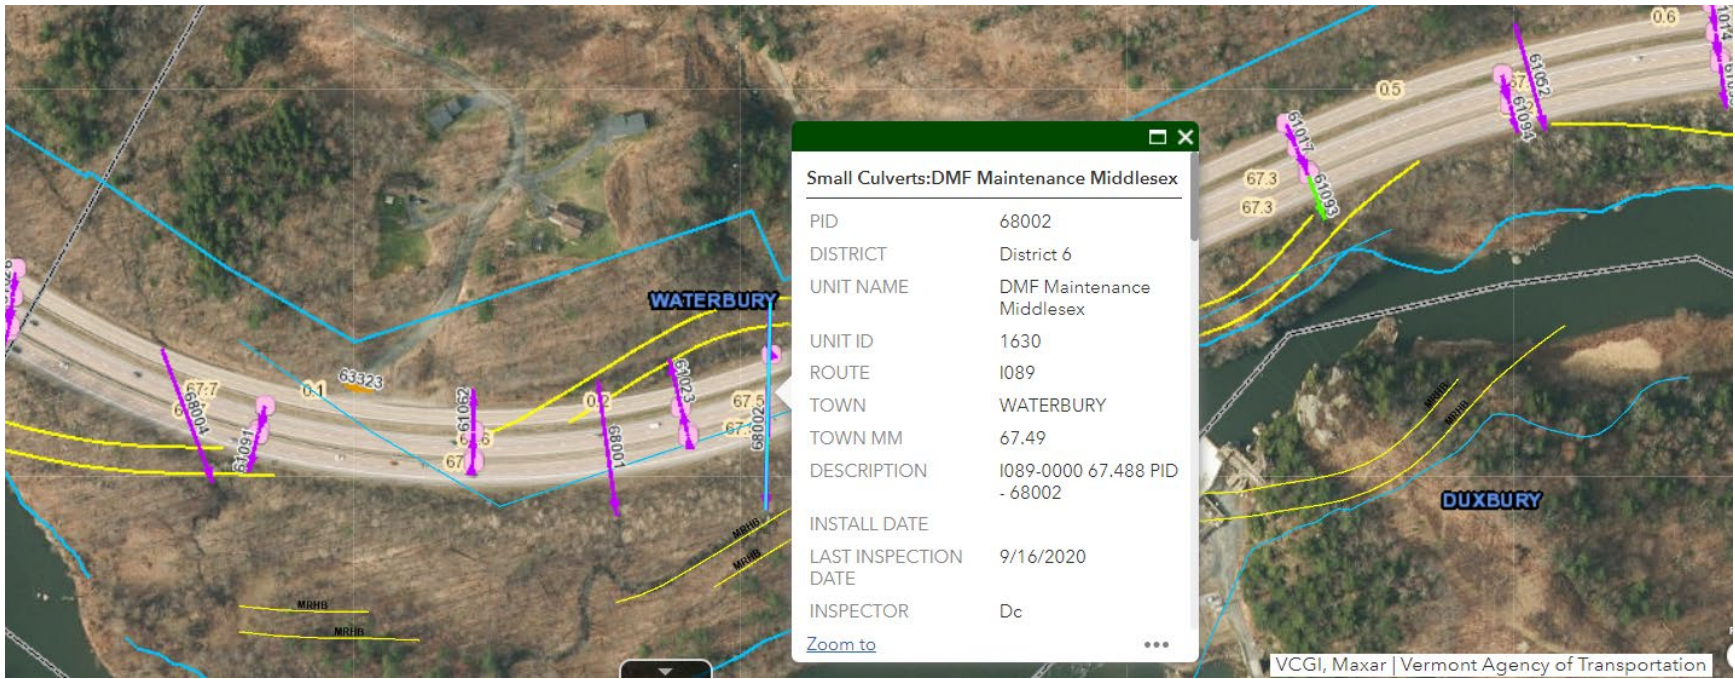 0.6
61014
0.5
67.
61052
61094
61017
61093
67.3
67.3
WATERBURY
67.7
68004
61091
0.1
63323
61062
67
0.2
68001
61023
67.5
67.
68002
MRHB
MRHB
MRHB
MRHB
MRHB
MRHB
DUXBURY
Small Culverts:DMF Maintenance Middlesex
PID 68002
DISTRICT District 6
UNIT NAME DMF Maintenance
Middlesex
UNIT ID 1630
ROUTE I089
TOWN WATERBURY
TOWN MM 67.49
DESCRIPTION I089-0000 67.488 PID
- 68002
INSTALL DATE
LAST INSPECTION 9/16/2020
DATE
INSPECTOR Dc
Zoom to
VCGI, Maxar | Vermont Agency of Transportation